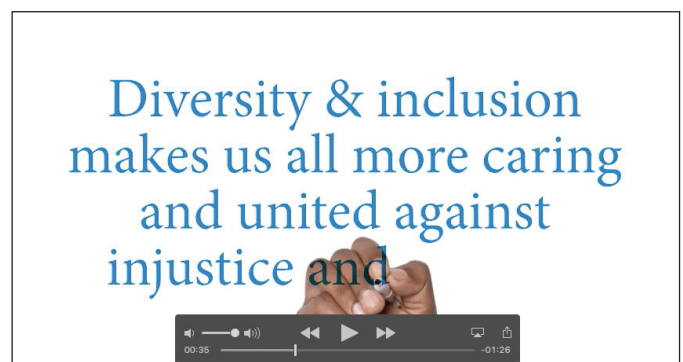 Diversity & inclusion
makes us all more caring
and united against
injustice and
00:35 -01:26